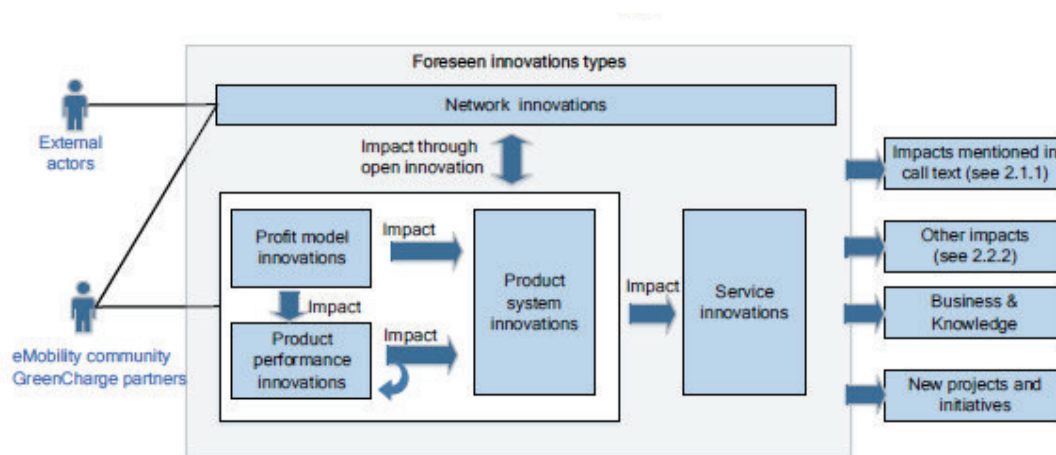 Foreseen innovations types
Network innovations
External
actors
Impact through
open innovation
Impacts mentioned in
call text (see 2.1.1)
Profit model
innovations
Impact
Product
system
innovations
Impact
Service
innovations
Other impacts
(see 2.2.2)
Impact
Business &
Knowledge
eMobility community
GreenCharge partners
Product
performance
innovations
Impact
New projects and
initiatives